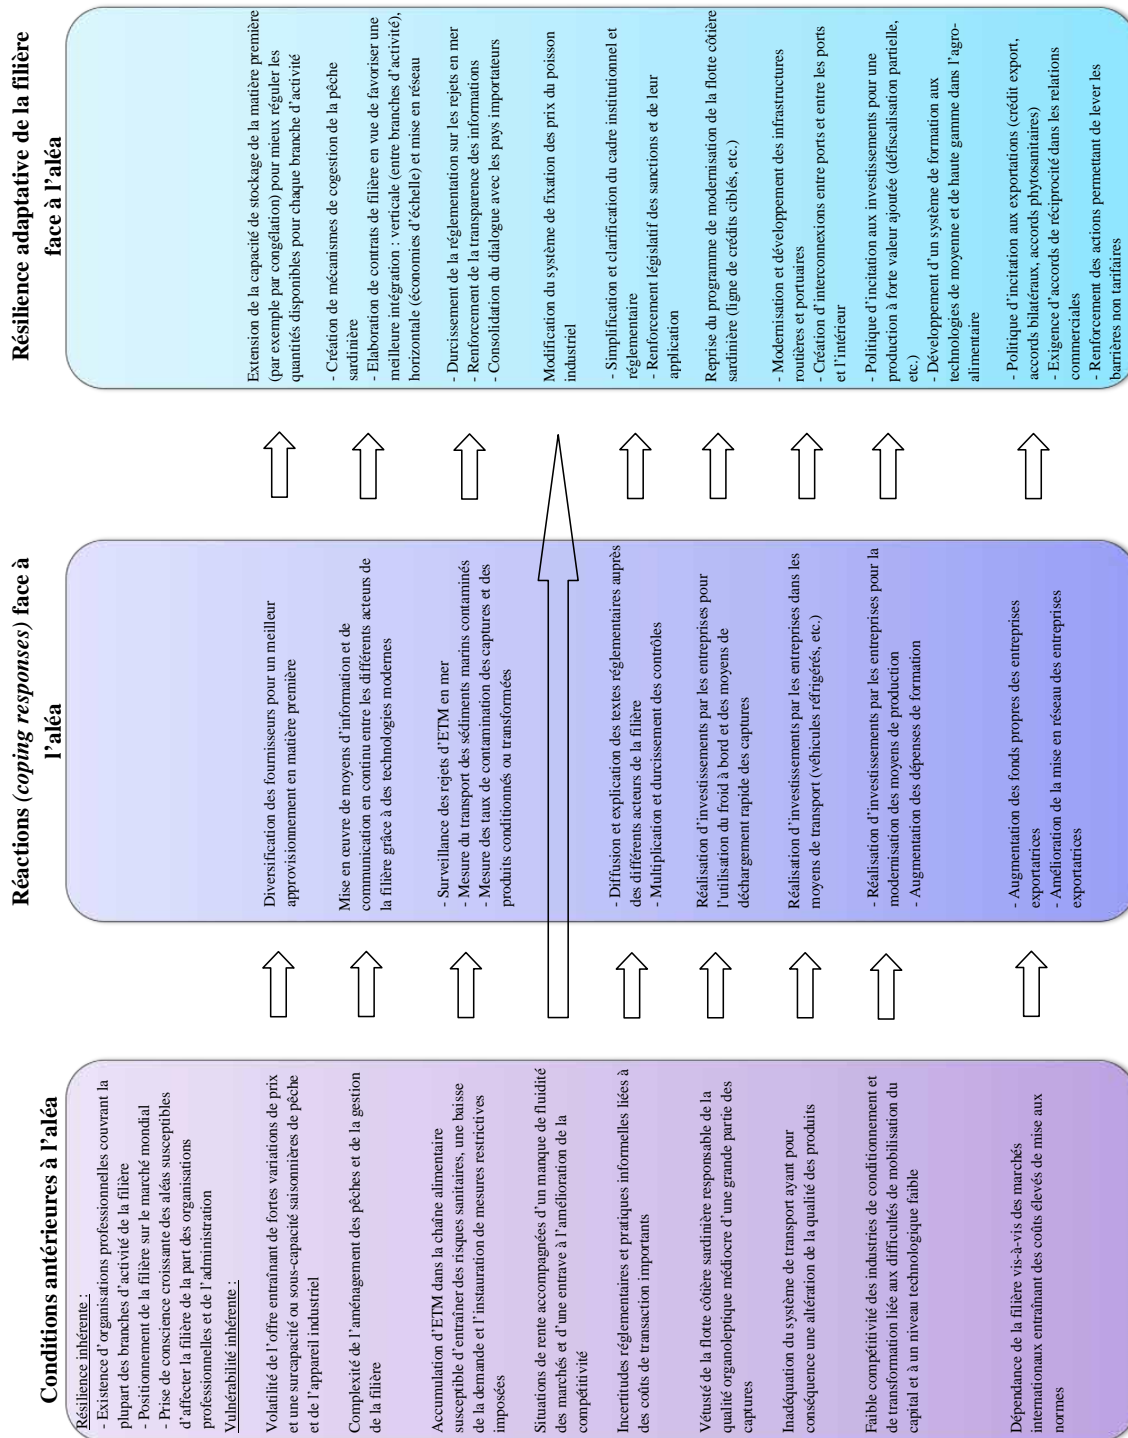 Conditions antérieures à l’aléa
Résilience inhérente :
- Existence d’organisations professionnelles couvrant la
plupart des branches d’activité de la filière
- Positionnement de la filière sur le marché mondial
- Prise de conscience croissante des aléas susceptibles
d’affecter la filière de la part des organisations
professionnelles et de l’administration
Vulnérabilité inhérente :
Volatilité de l’offre entraînant de fortes variations de prix
et une surcapacité ou sous-capacité saisonnières de pêche
et de l’appareil industriel
Complexité de l’aménagement des pêches et de la gestion
de la filière
Accumulation d’ETM dans la chaîne alimentaire
susceptible d’entraîner des risques sanitaires, une baisse
de la demande et l’instauration de mesures restrictives
imposées
Situations de rente accompagnées d’un manque de fluidité
des marchés et d’une entrave à l’amélioration de la
compétitivité
Incertitudes réglementaires et pratiques informelles liées à
des coûts de transaction importants
Vétusté de la flotte côtière sardinière responsable de la
qualité organoleptique médiocre d’une grande partie des
captures
Inadéquation du système de transport ayant pour
conséquence une altération de la qualité des produits
Faible compétitivité des industries de conditionnement et
de transformation liée aux difficultés de mobilisation du
capital et à un niveau technologique faible
Dépendance de la filière vis-à-vis des marchés
internationaux entraînant des coûts élevés de mise aux
normes
Réactions (coping responses) face à
l’aléa
Diversification des fournisseurs pour un meilleur
approvisionnement en matière première
Mise en œuvre de moyens d’information et de
communication en continu entre les différents acteurs de
la filière grâce à des technologies modernes
- Surveillance des rejets d’ETM en mer
- Mesure du transport des sédiments marins contaminés
- Mesure des taux de contamination des captures et des
produits conditionnés ou transformées
- Diffusion et explication des textes réglementaires auprès
des différents acteurs de la filière
- Multiplication et durcissement des contrôles
Réalisation d’investissements par les entreprises pour
l’utilisation du froid à bord et des moyens de
déchargement rapide des captures
Réalisation d’investissements par les entreprises dans les
moyens de transport (véhicules réfrigérés, etc.)
- Réalisation d’investissements par les entreprises pour la
modernisation des moyens de production
- Augmentation des dépenses de formation
- Augmentation des fonds propres des entreprises
exportatrices
- Amélioration de la mise en réseau des entreprises
exportatrices
Résilience adaptative de la filière
face à l’aléa
Extension de la capacité de stockage de la matière première
(par exemple par congélation) pour mieux réguler les
quantités disponibles pour chaque branche d’activité
- Création de mécanismes de cogestion de la pêche
sardinière
- Elaboration de contrats de filière en vue de favoriser une
meilleure intégration : verticale (entre branches d’activité),
horizontale (économies d’échelle) et mise en réseau
- Durcissement de la réglementation sur les rejets en mer
- Renforcement de la transparence des informations
- Consolidation du dialogue avec les pays importateurs
Modification du système de fixation des prix du poisson
industriel
- Simplification et clarification du cadre institutionnel et
réglementaire
- Renforcement législatif des sanctions et de leur
application
Reprise du programme de modernisation de la flotte côtière
sardinière (ligne de crédits ciblés, etc.)
- Modernisation et développement des infrastructures
routières et portuaires
- Création d’interconnexions entre ports et entre les ports
et l’intérieur
- Politique d’incitation aux investissements pour une
production à forte valeur ajoutée (défiscalisation partielle,
etc.)
- Développement d’un système de formation aux
technologies de moyenne et de haute gamme dans l’agro-
alimentaire
- Politique d’incitation aux exportations (crédit export,
accords bilatéraux, accords phytosanitaires)
- Exigence d’accords de réciprocité dans les relations
commerciales
- Renforcement des actions permettant de lever les
barrières non tarifaires